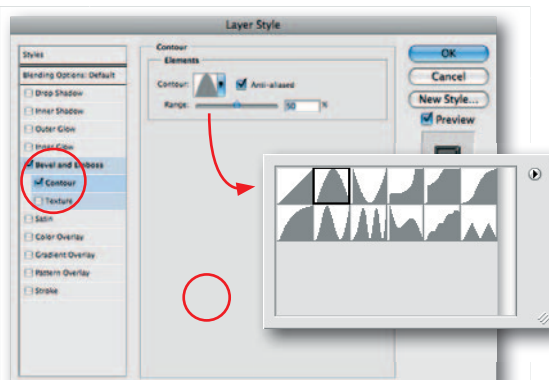 Layer Style
Styles
Blending Options: Default
Drop Shadow
Inner Shadow
Outer Glow
Inner Glow
Bevel and Emboss
Contour
Texture
Satin
Color Overlay
Gradient Overlay
Pattern Overlay
Stroke
Contour
Elements
Contour:
Anti-aliased
Range:
50
%
OK
Cancel
New Style...
Preview